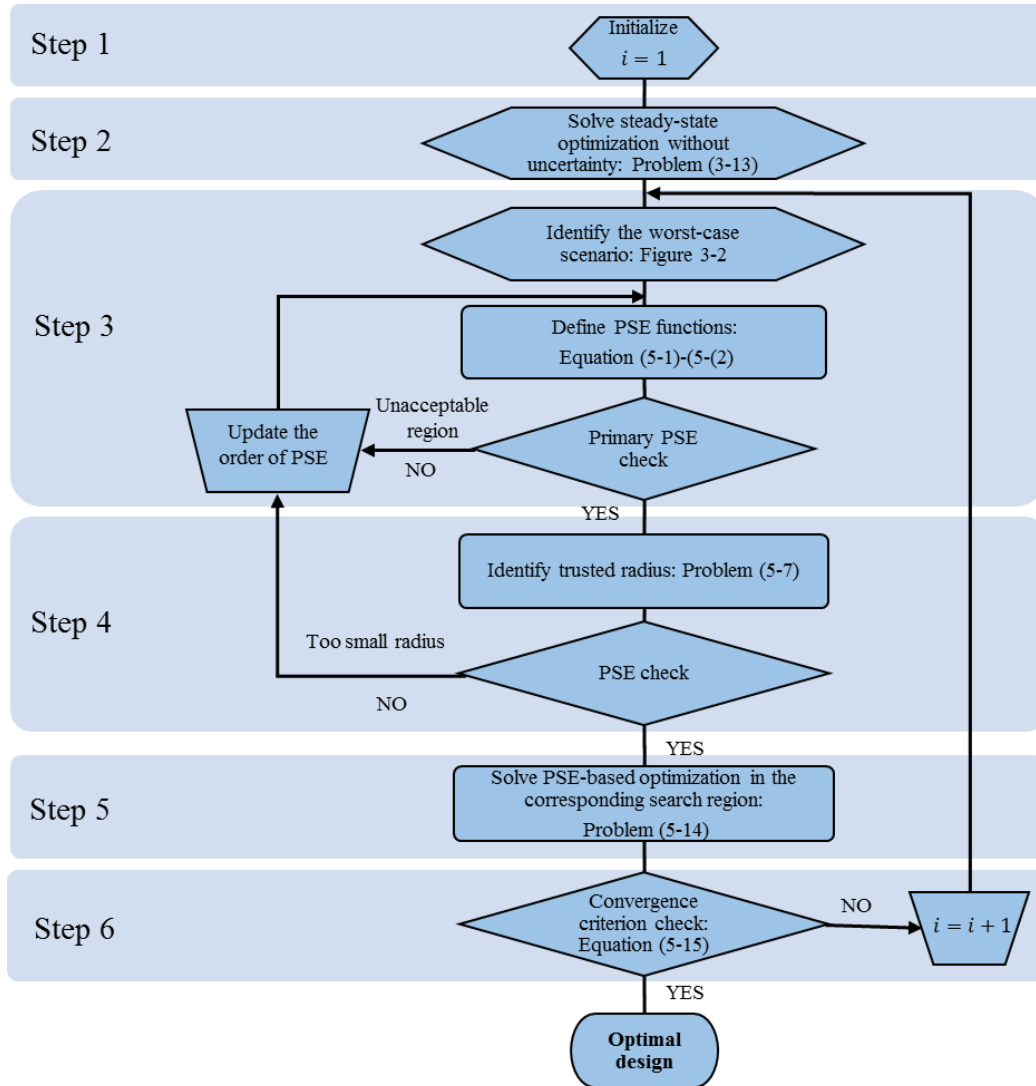 Step 1
Initialize
i = 1
Step 2
Solve steady-state
optimization without
uncertainty: Problem (3-13)
Step 3
Identify the worst-case
scenario: Figure 3-2
Define PSE functions:
Equation (5-1)-(5-(2)
Unacceptable
region
NO
Update the
order of PSE
Primary PSE
check
YES
Step 4
Identify trusted radius: Problem (5-7)
Too small radius
NO
PSE check
YES
Step 5
Solve PSE-based optimization in the
corresponding search region:
Problem (5-14)
Step 6
Convergence
criterion check:
Equation (5-15)
NO
i = i + 1
YES
Optimal
design